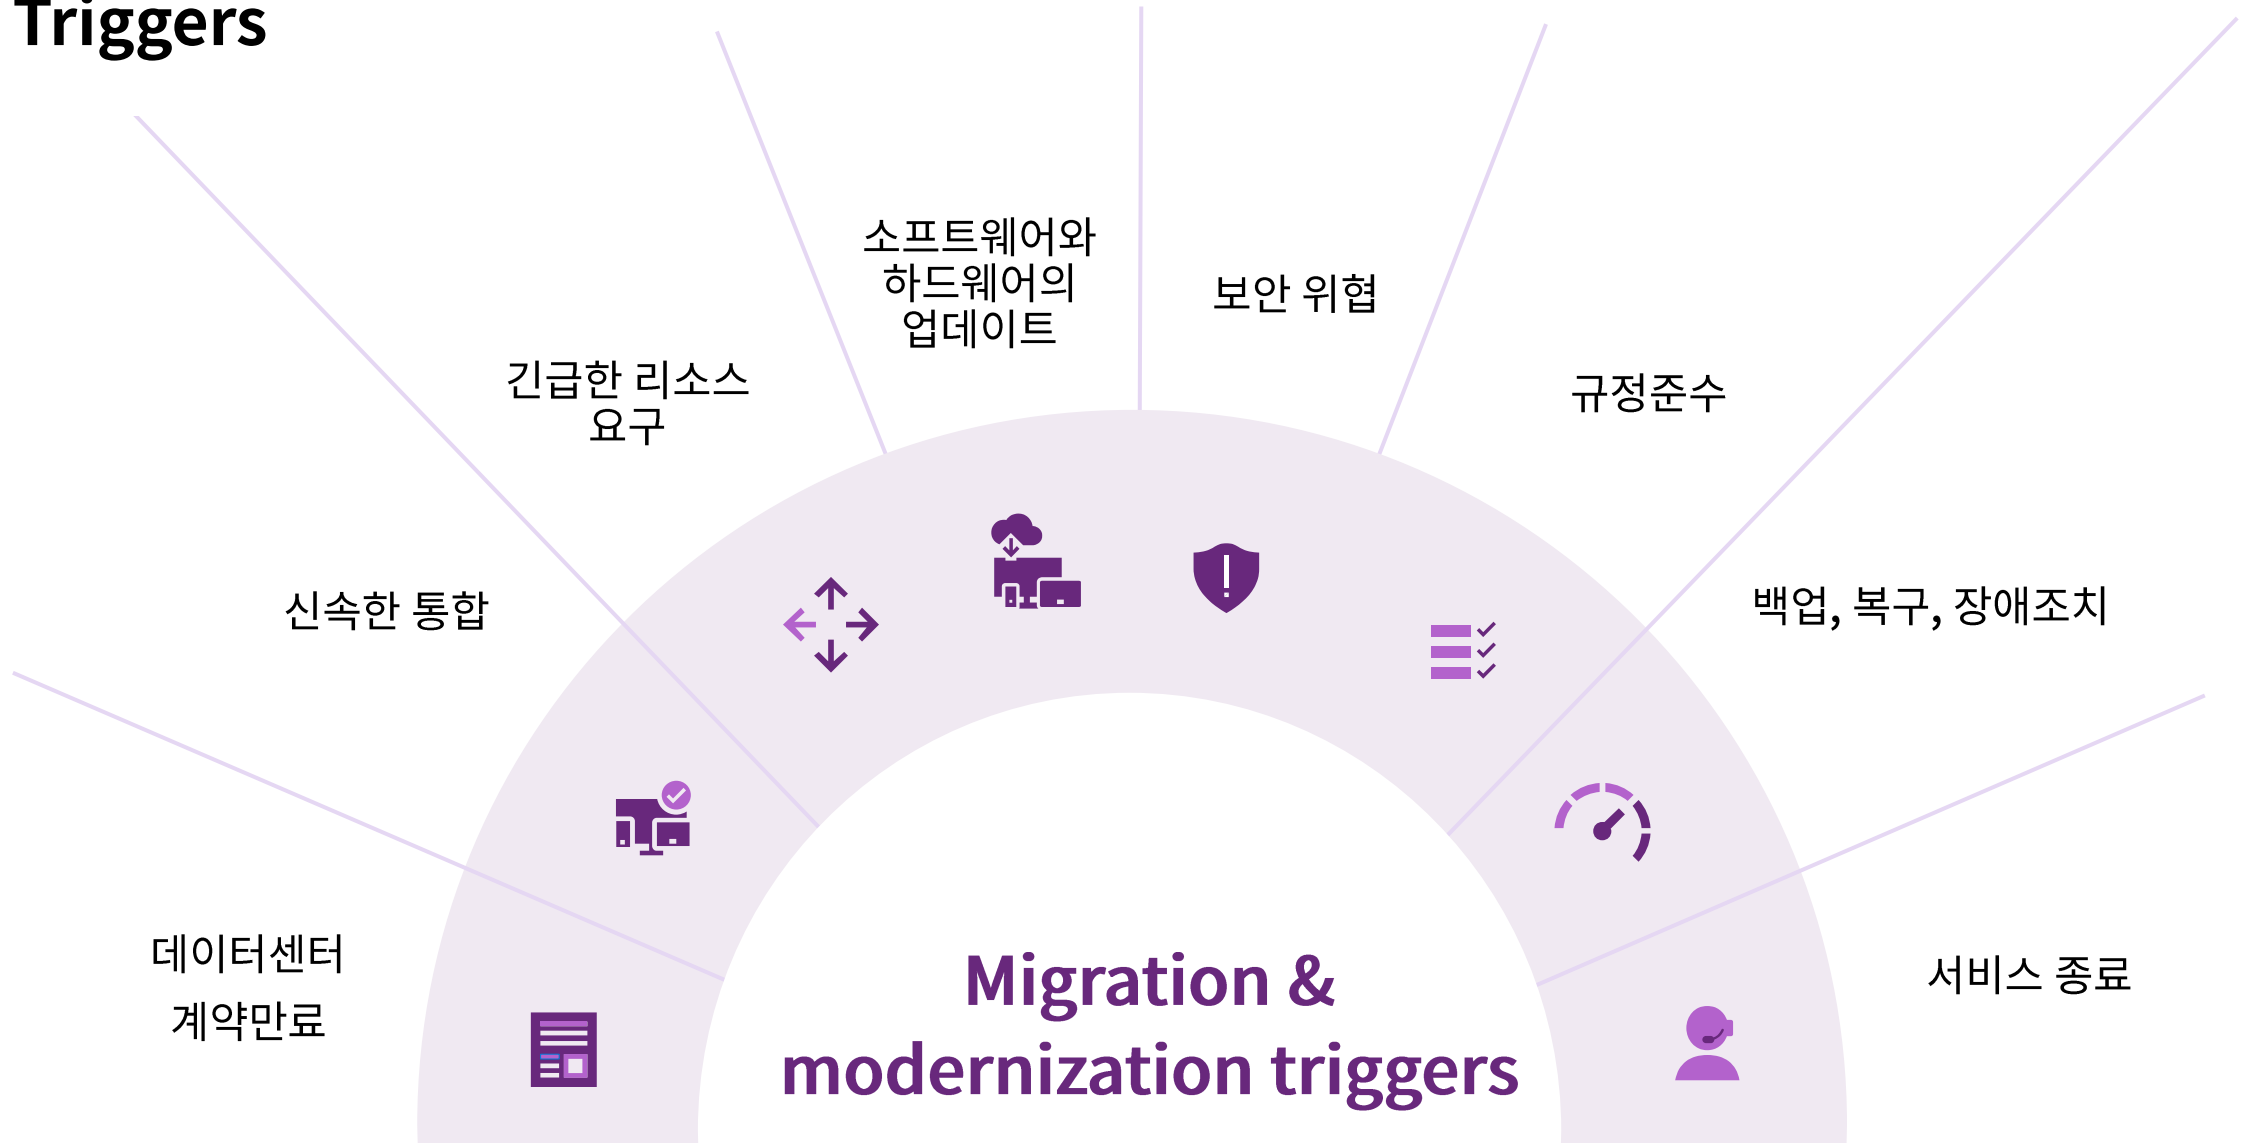 Triggers
소프트웨어와
하드웨어의
업데이트
보안 위협
긴급한 리소스
요구
규정준수
신속한 통합
백업, 복구, 장애조치
데이터센터
계약만료
서비스 종료
Migration &
modernization triggers